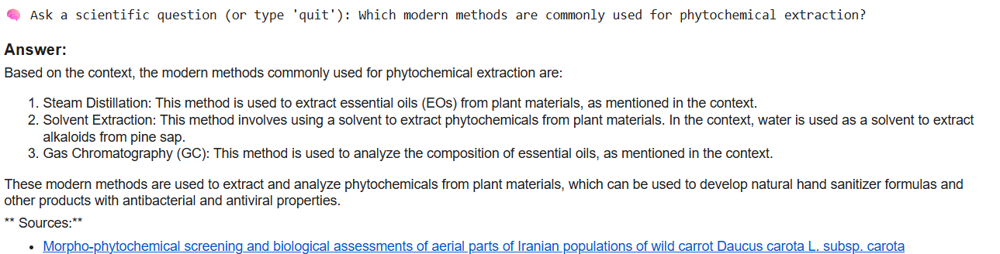 Ask a scientific question (or type 'quit'): Which modern methods are commonly used for phytochemical extraction?
Answer:
Based on the context, the modern methods commonly used for phytochemical extraction are:
1. Steam Distillation: This method is used to extract essential oils (EOs) from plant materials, as mentioned in the context.
2. Solvent Extraction: This method involves using a solvent to extract phytochemicals from plant materials. In the context, water is used as a solvent to extract
alkaloids from pine sap.
3. Gas Chromatography (GC): This method is used to analyze the composition of essential oils, as mentioned in the context.
These modern methods are used to extract and analyze phytochemicals from plant materials, which can be used to develop natural hand sanitizer formulas and
other products with antibacterial and antiviral properties.
** Sources:**
• Morpho-phytochemical screening and biological assessments of aerial parts of Iranian populations of wild carrot Daucus carota L. subsp. carota